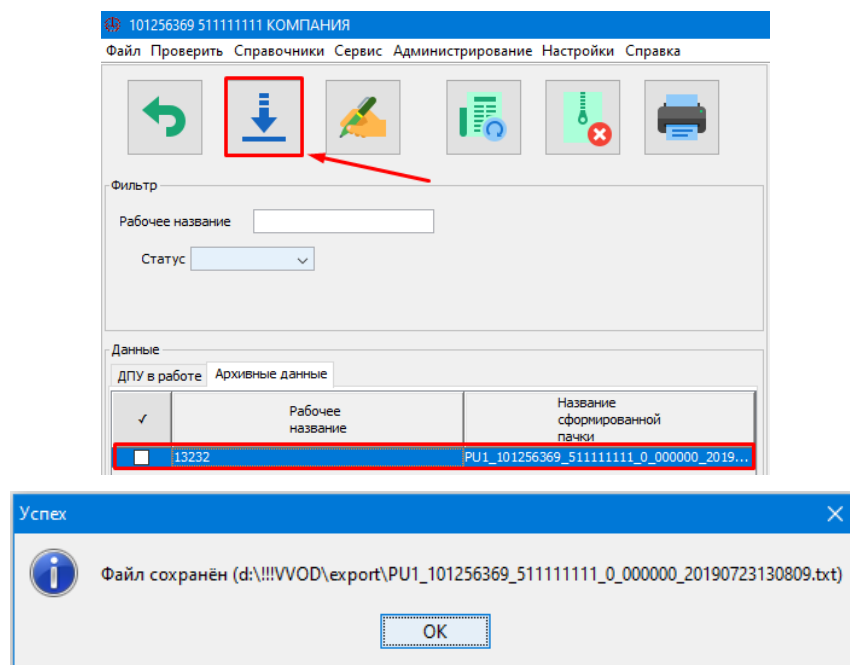 101256369 511111111 КОМПАНИЯ
Файл Проверить Справочники Сервис Администрирование Настройки Справка
Фильтр
Рабочее название
Статус
Данные
ДПУ в работе Архивные данные
✓ Рабочее название Название сформированной пачки
13232 PU1_101256369_511111111_0_000000_2019...
Успех
Файл сохранён (d:\!!!VVOD\export\PU1_101256369_511111111_0_000000_20190723130809.txt)
OK